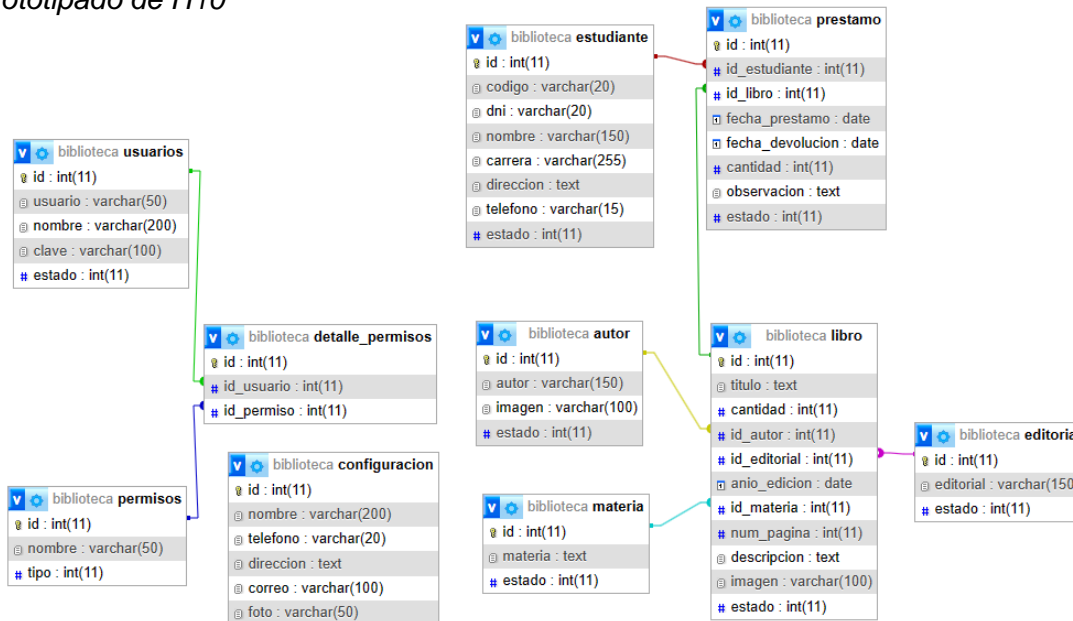 ototipado de H10
biblioteca estudiante
id : int(11)
codigo : varchar(20)
dni : varchar(20)
nombre : varchar(150)
carrera : varchar(255)
direccion : text
telefono : varchar(15)
estado : int(11)
biblioteca prestamo
id : int(11)
id_estudiante : int(11)
id_libro : int(11)
fecha_prestamo : date
fecha_devolucion : date
cantidad : int(11)
observacion : text
estado : int(11)
biblioteca usuarios
id : int(11)
usuario : varchar(50)
nombre : varchar(200)
clave : varchar(100)
estado : int(11)
biblioteca detalle_permisos
id : int(11)
id_usuario : int(11)
id_permiso : int(11)
biblioteca autor
id : int(11)
autor : varchar(150)
imagen : varchar(100)
estado : int(11)
biblioteca libro
id : int(11)
titulo : text
cantidad : int(11)
id_autor : int(11)
id_editorial : int(11)
anio_edicion : date
id_materia : int(11)
num_pagina : int(11)
descripcion : text
imagen : varchar(100)
estado : int(11)
biblioteca editoria
id : int(11)
editorial : varchar(150
estado : int(11)
biblioteca configuracion
id : int(11)
nombre : varchar(200)
telefono : varchar(20)
direccion : text
correo : varchar(100)
foto : varchar(50)
biblioteca permisos
id : int(11)
nombre : varchar(50)
tipo : int(11)
biblioteca materia
id : int(11)
materia : text
estado : int(11)